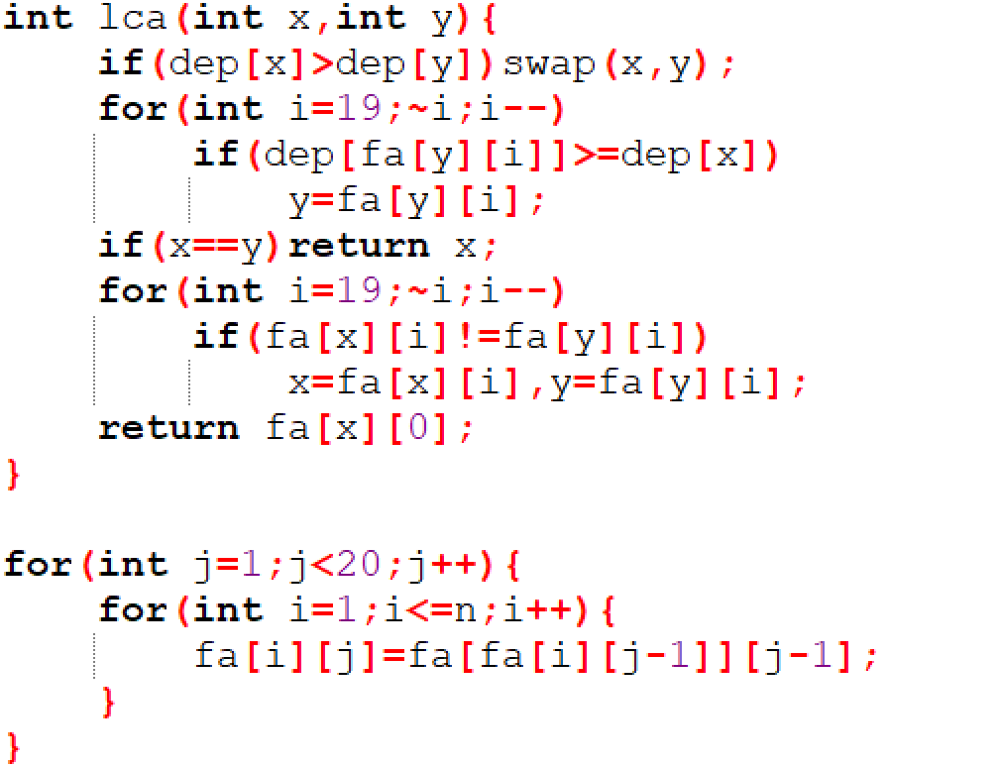 int lca(int x,int y){
    if(dep[x]>dep[y])swap(x,y);
    for(int i=19;~i;i--)
        if(dep[fa[y][i]]>=dep[x])
            y=fa[y][i];
    if(x==y)return x;
    for(int i=19;~i;i--)
        if(fa[x][i]!=fa[y][i])
            x=fa[x][i],y=fa[y][i];
    return fa[x][0];
}

for(int j=1;j<20;j++){
    for(int i=1;i<=n;i++){
        fa[i][j]=fa[fa[i][j-1]][j-1];
    }
}